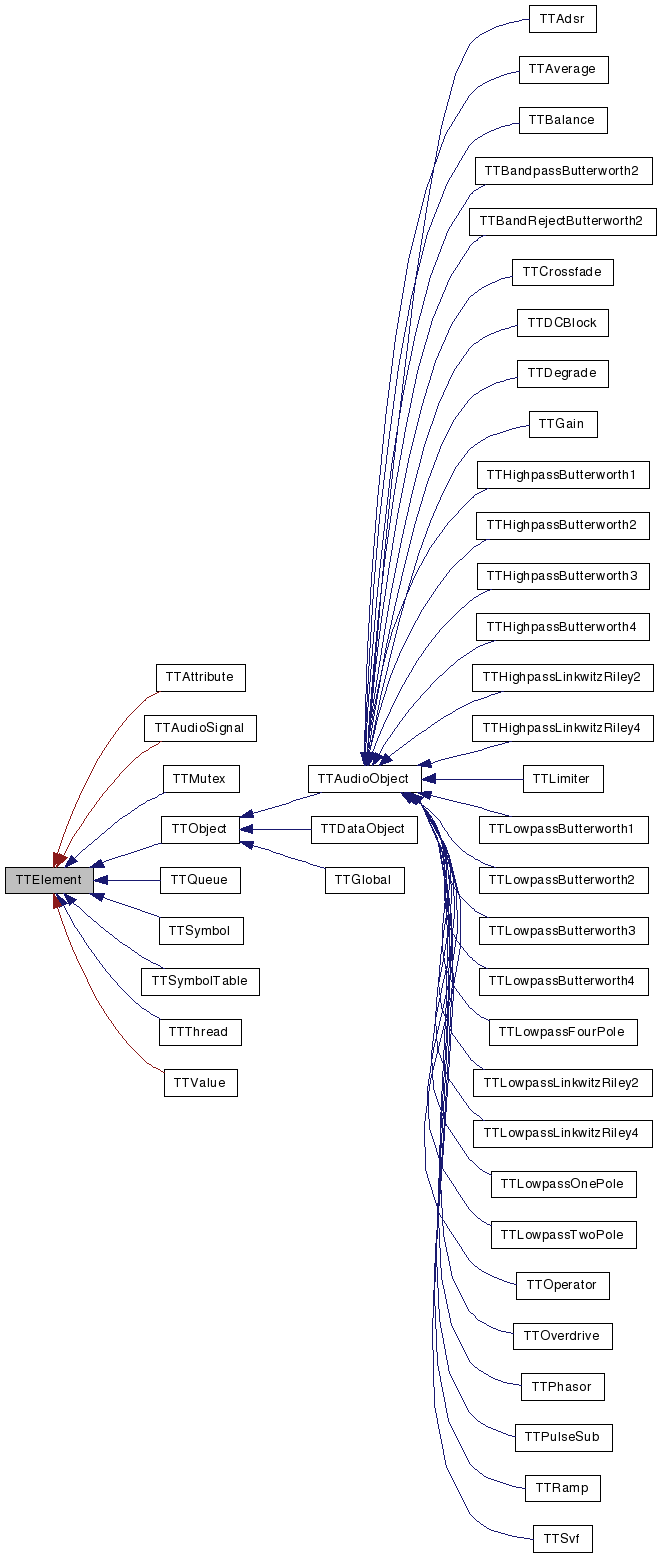 TTAdsr
TTAverage
TTBalance
TTBandpassButterworth2
TTBandRejectButterworth2
TTCrossfade
TTDCBlock
TTDegrade
TTGain
TTHighpassButterworth1
TTHighpassButterworth2
TTHighpassButterworth3
TTHighpassButterworth4
TTAttribute
TTHighpassLinkwitzRiley2
TTAudioSignal
TTHighpassLinkwitzRiley4
TTMutex
TTAudioObject
TTLimiter
TTObject
TTDataObject
TTLowpassButterworth1
TTElement
TTQueue
TTGlobal
TTLowpassButterworth2
TTSymbol
TTLowpassButterworth3
TTSymbolTable
TTLowpassButterworth4
TTThread
TTLowpassFourPole
TTValue
TTLowpassLinkwitzRiley2
TTLowpassLinkwitzRiley4
TTLowpassOnePole
TTLowpassTwoPole
TTOperator
TTOverdrive
TTPhasor
TTPulseSub
TTRamp
TTSvf